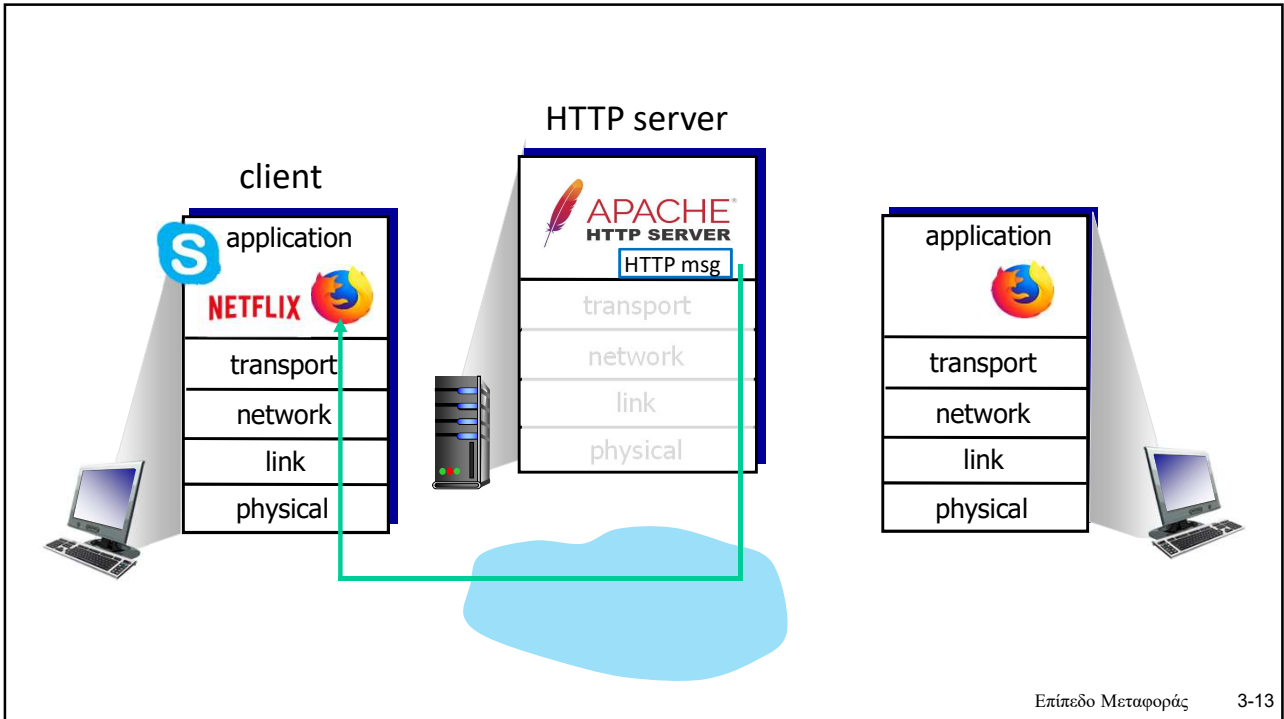 HTTP server
client
APACHE®
HTTP SERVER
HTTP msg
transport
network
link
physical
S
application
NETFLIX
transport
network
link
physical
application
transport
network
link
physical
Επίπεδο Μεταφοράς 3-13